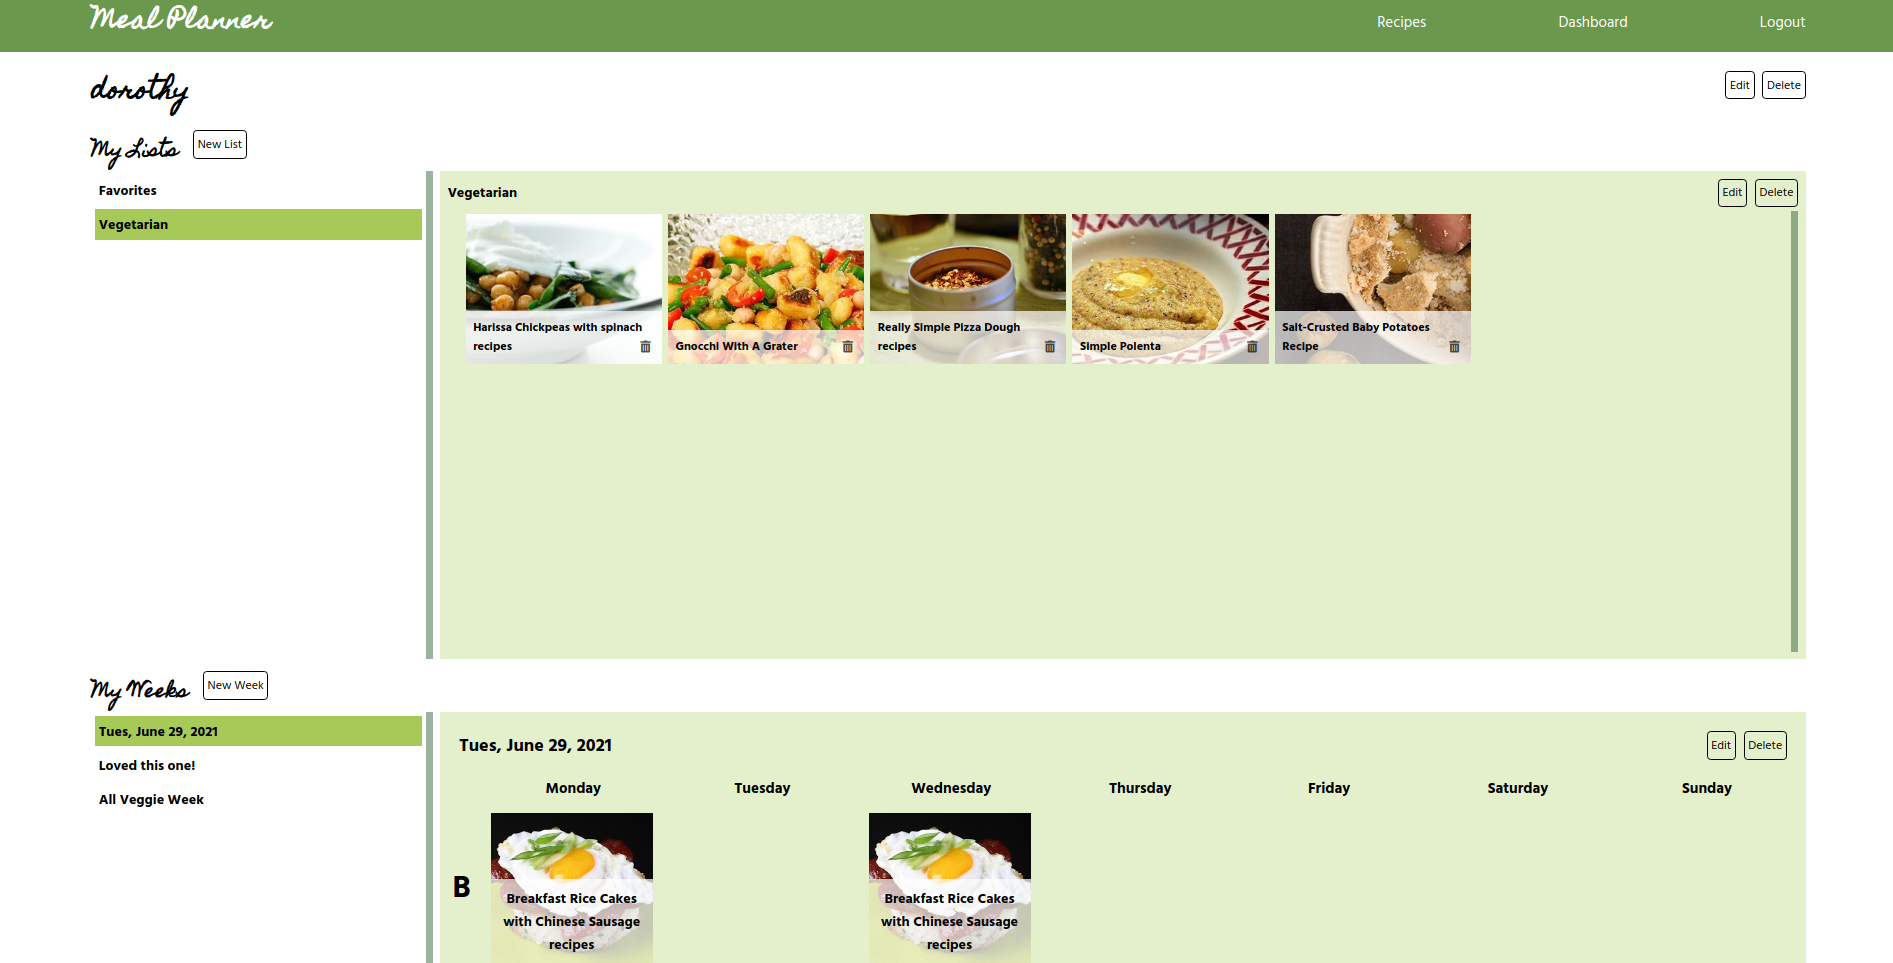 Meal Planner
Recipes
Dashboard
Logout
dorothy
Edit
Delete
My Lists
New List
Favorites
Vegetarian
Vegetarian
Edit
Delete
Harissa Chickpeas with spinach
recipes
Gnocchi With A Grater
Really Simple Pizza Dough
recipes
Simple Polenta
Salt-Crusted Baby Potatoes
Recipe
My Weeks
New Week
Tues, June 29, 2021
Loved this one!
All Veggie Week
Tues, June 29, 2021
Edit
Delete
Monday
Tuesday
Wednesday
Thursday
Friday
Saturday
Sunday
B
Breakfast Rice Cakes
with Chinese Sausage
recipes
Breakfast Rice Cakes
with Chinese Sausage
recipes